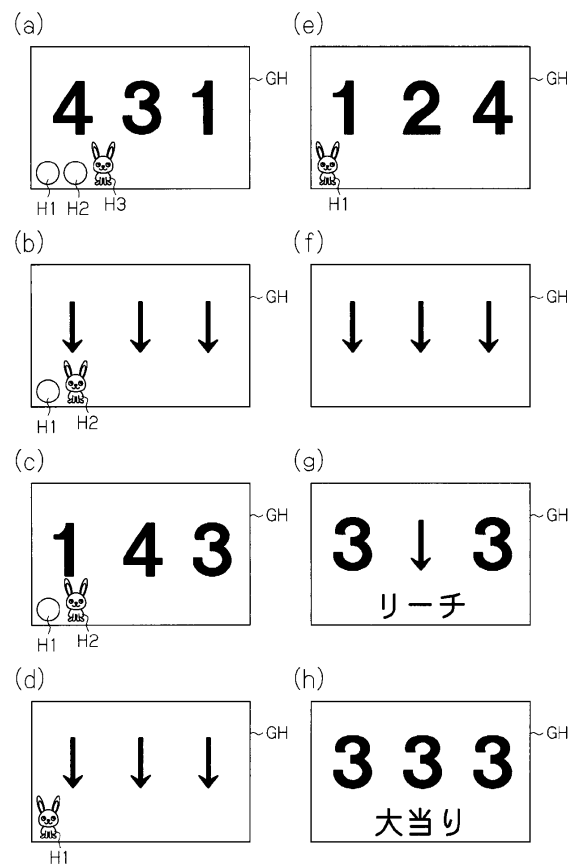 (a)
4 3 1
GH
H1 H2 H3
(b)
GH
H1 H2
(c)
1 4 3
GH
H1 H2
(d)
GH
H1
(e)
1 2 4
GH
H1
(f)
GH
(g)
3 3
GH
リーチ
(h)
3 3 3
GH
大当り